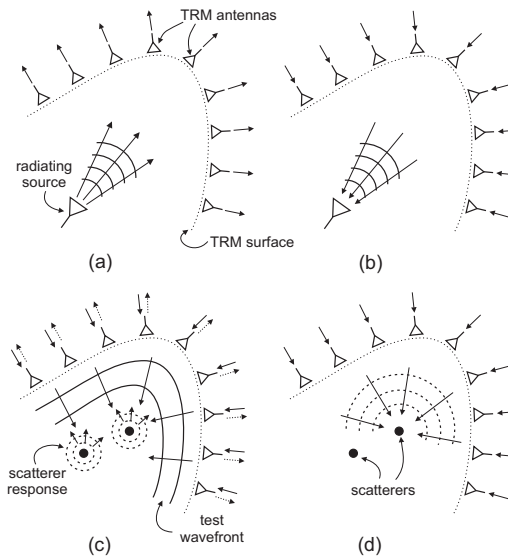 TRM antennas
radiating
source
TRM surface
(a)
(b)
scatterer
response
test
wavefront
scatterers
(c)
(d)